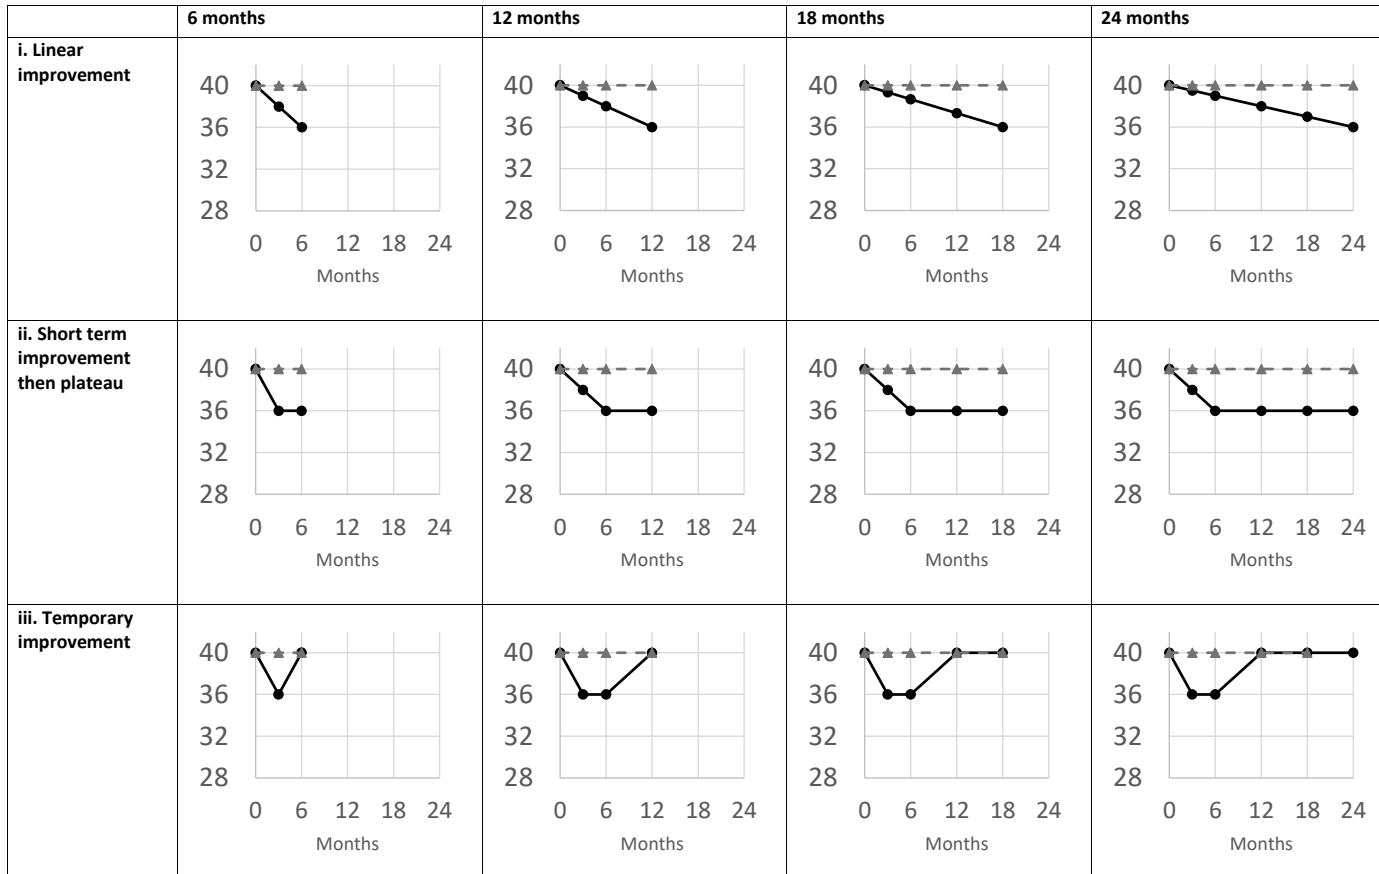 6 months 12 months 18 months 24 months
i. Linear
improvement
40 40 40 40
36 36 36 36
32 32 32 32
28 28 28 28
0 6 12 18 24 0 6 12 18 24 0 6 12 18 24 0 6 12 18 24
Months Months Months Months
ii. Short term
improvement
then plateau
40 40 40 40
36 36 36 36
32 32 32 32
28 28 28 28
0 6 12 18 24 0 6 12 18 24 0 6 12 18 24 0 6 12 18 24
Months Months Months Months
iii. Temporary
improvement
40 40 40 40
36 36 36 36
32 32 32 32
28 28 28 28
0 6 12 18 24 0 6 12 18 24 0 6 12 18 24 0 6 12 18 24
Months Months Months Months